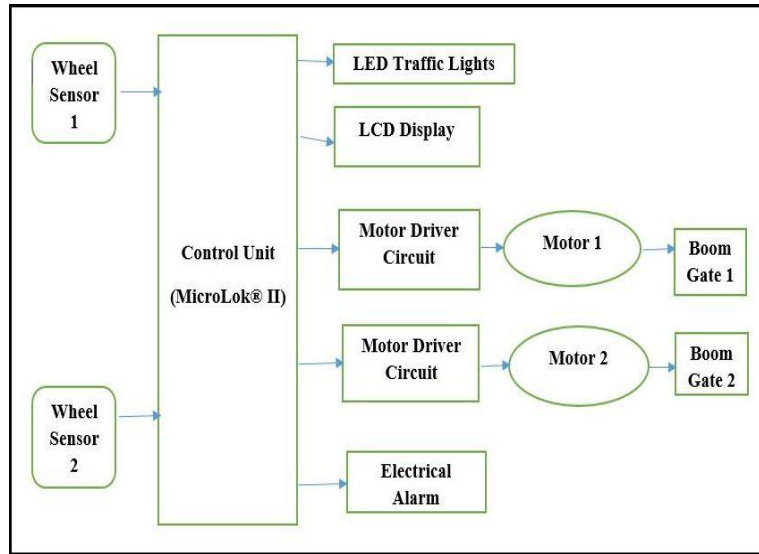 Wheel
Sensor
1
Wheel
Sensor
2
Control Unit
(MicroLok® II)
LED Traffic Lights
LCD Display
Motor Driver
Circuit
Motor 1
Boom
Gate 1
Motor Driver
Circuit
Motor 2
Boom
Gate 2
Electrical
Alarm